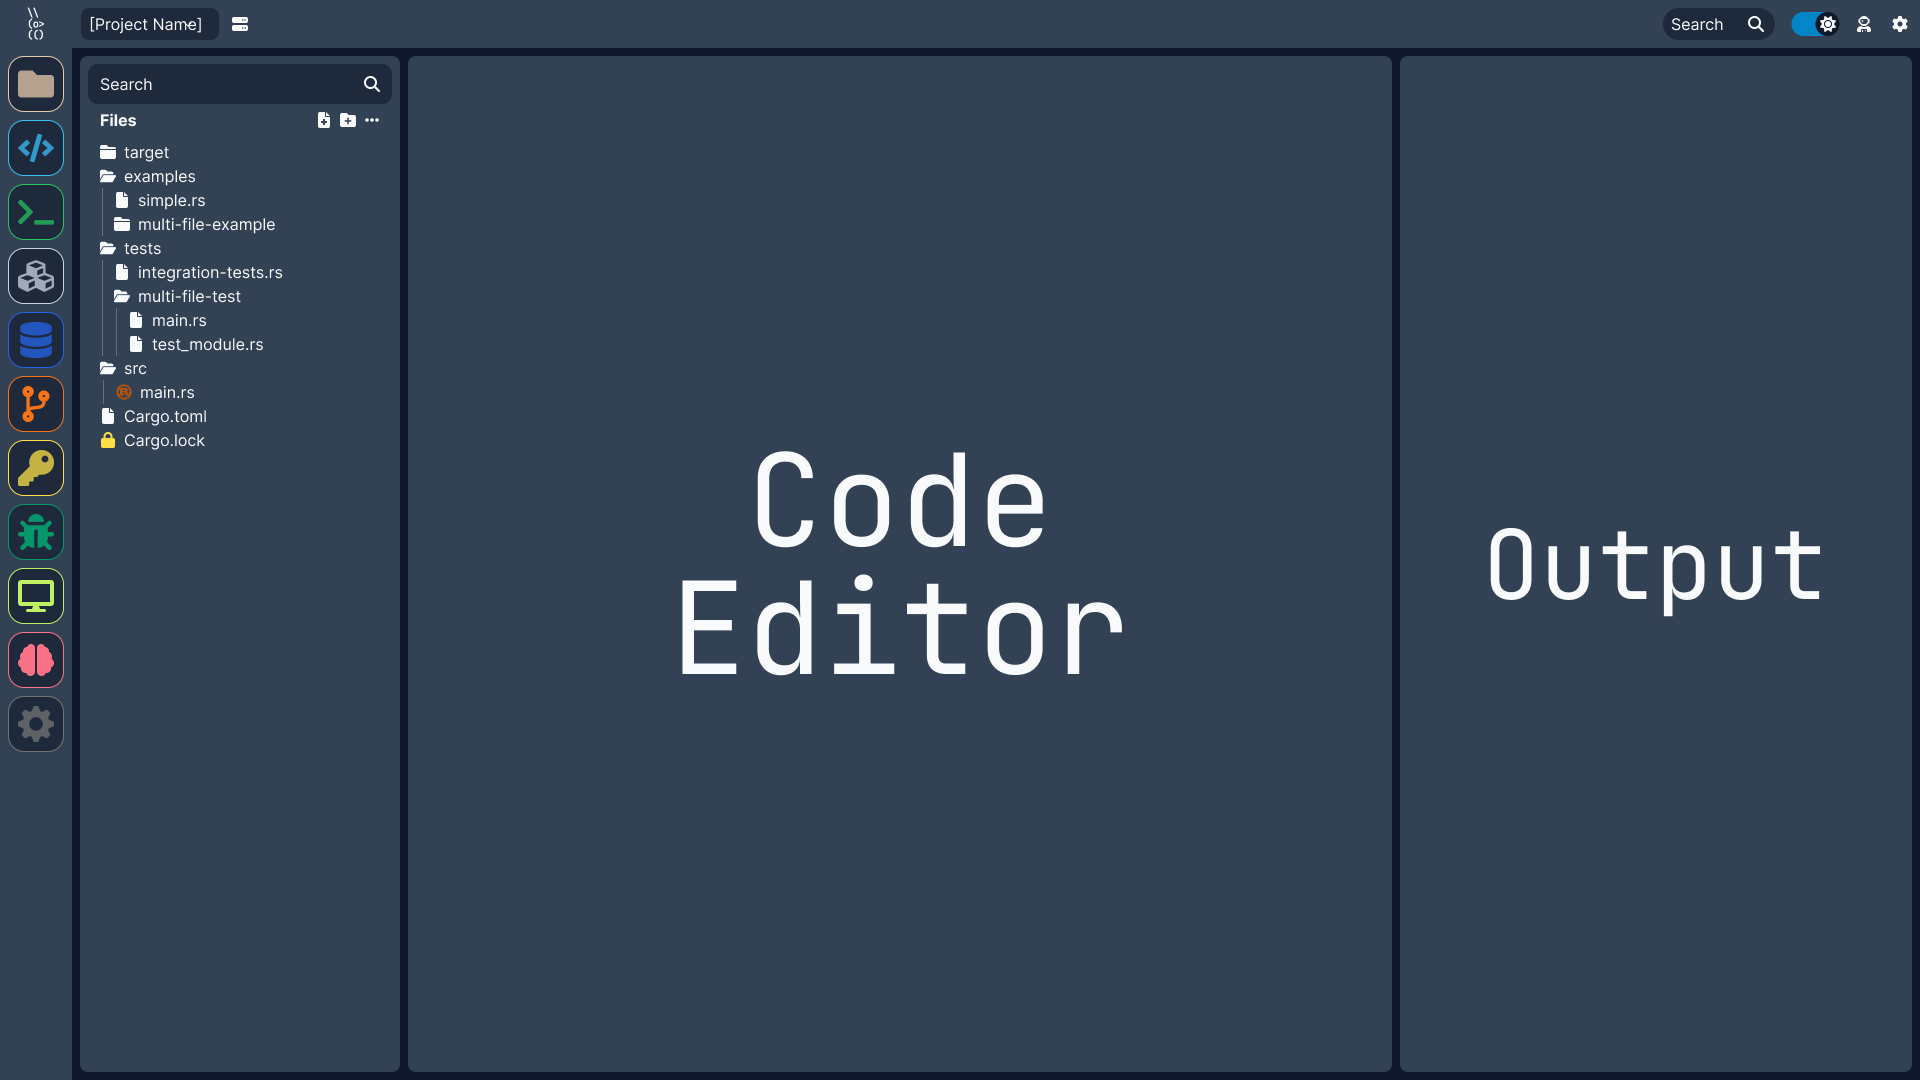 \\
(o>
(()
[Project Name]
Search
Search
Files
target
examples
simple.rs
multi-file-example
tests
integration-tests.rs
multi-file-test
main.rs
test_module.rs
src
main.rs
Cargo.toml
Cargo.lock
Code
Editor
Output